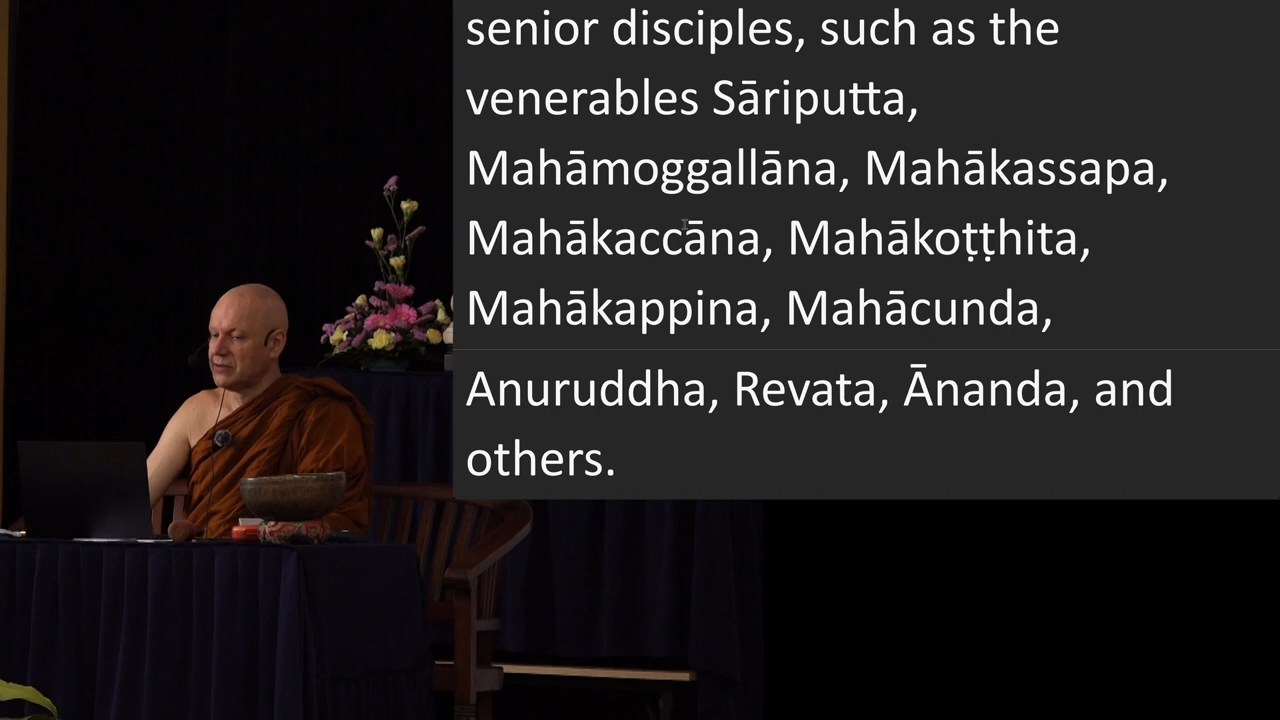 senior disciples, such as the
venerables Sāriputta,
Mahāmoggallāna, Mahākassapa,
Mahākaccāna, Mahākoṭṭhita,
Mahākappina, Mahācunda,
Anuruddha, Revata, Ānanda, and
others.